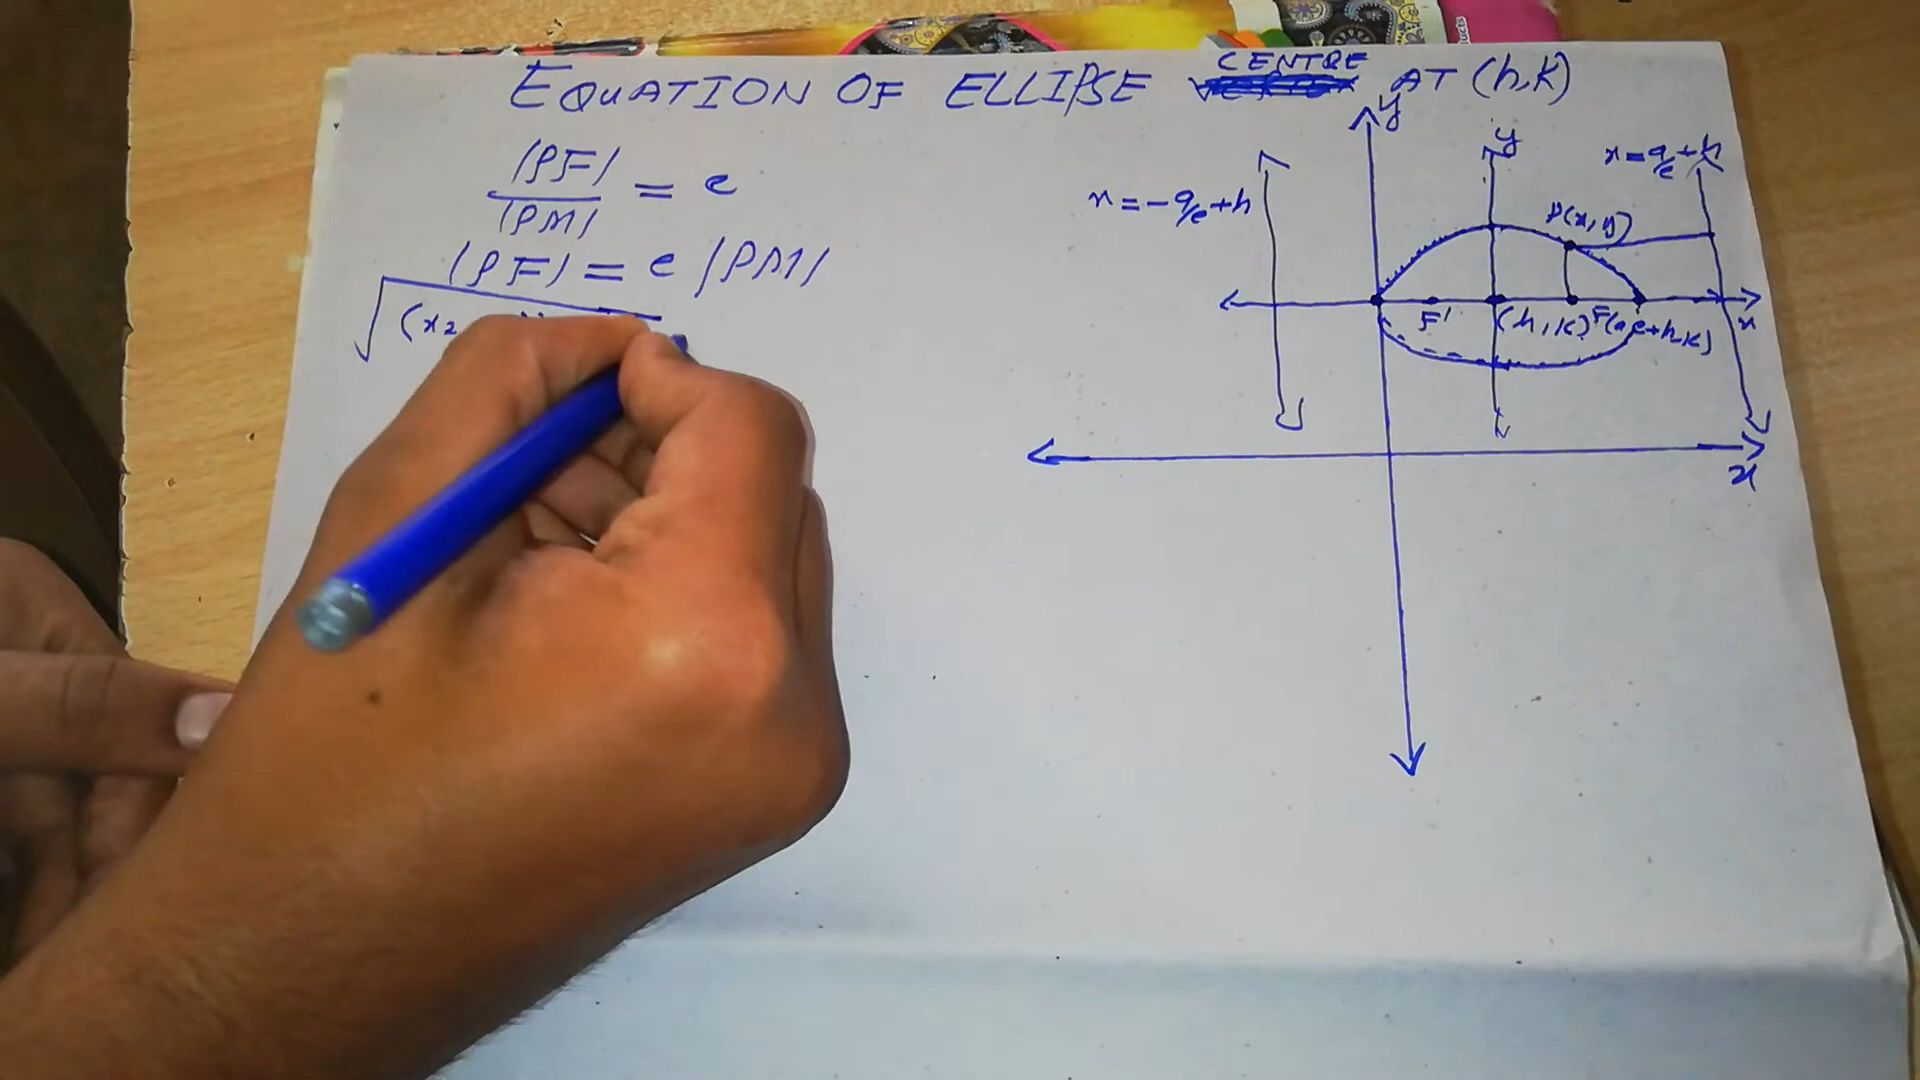 EQUATION OF ELLIPSE CENTRE AT (h,k)
|PF|
|PM|
= e
|PF| = e |PM|
√(x₂
y
y
x = -a/e + h
x = a/e + h
P(x, y)
F'
(h, k)
F(ae+h, k)
x
x